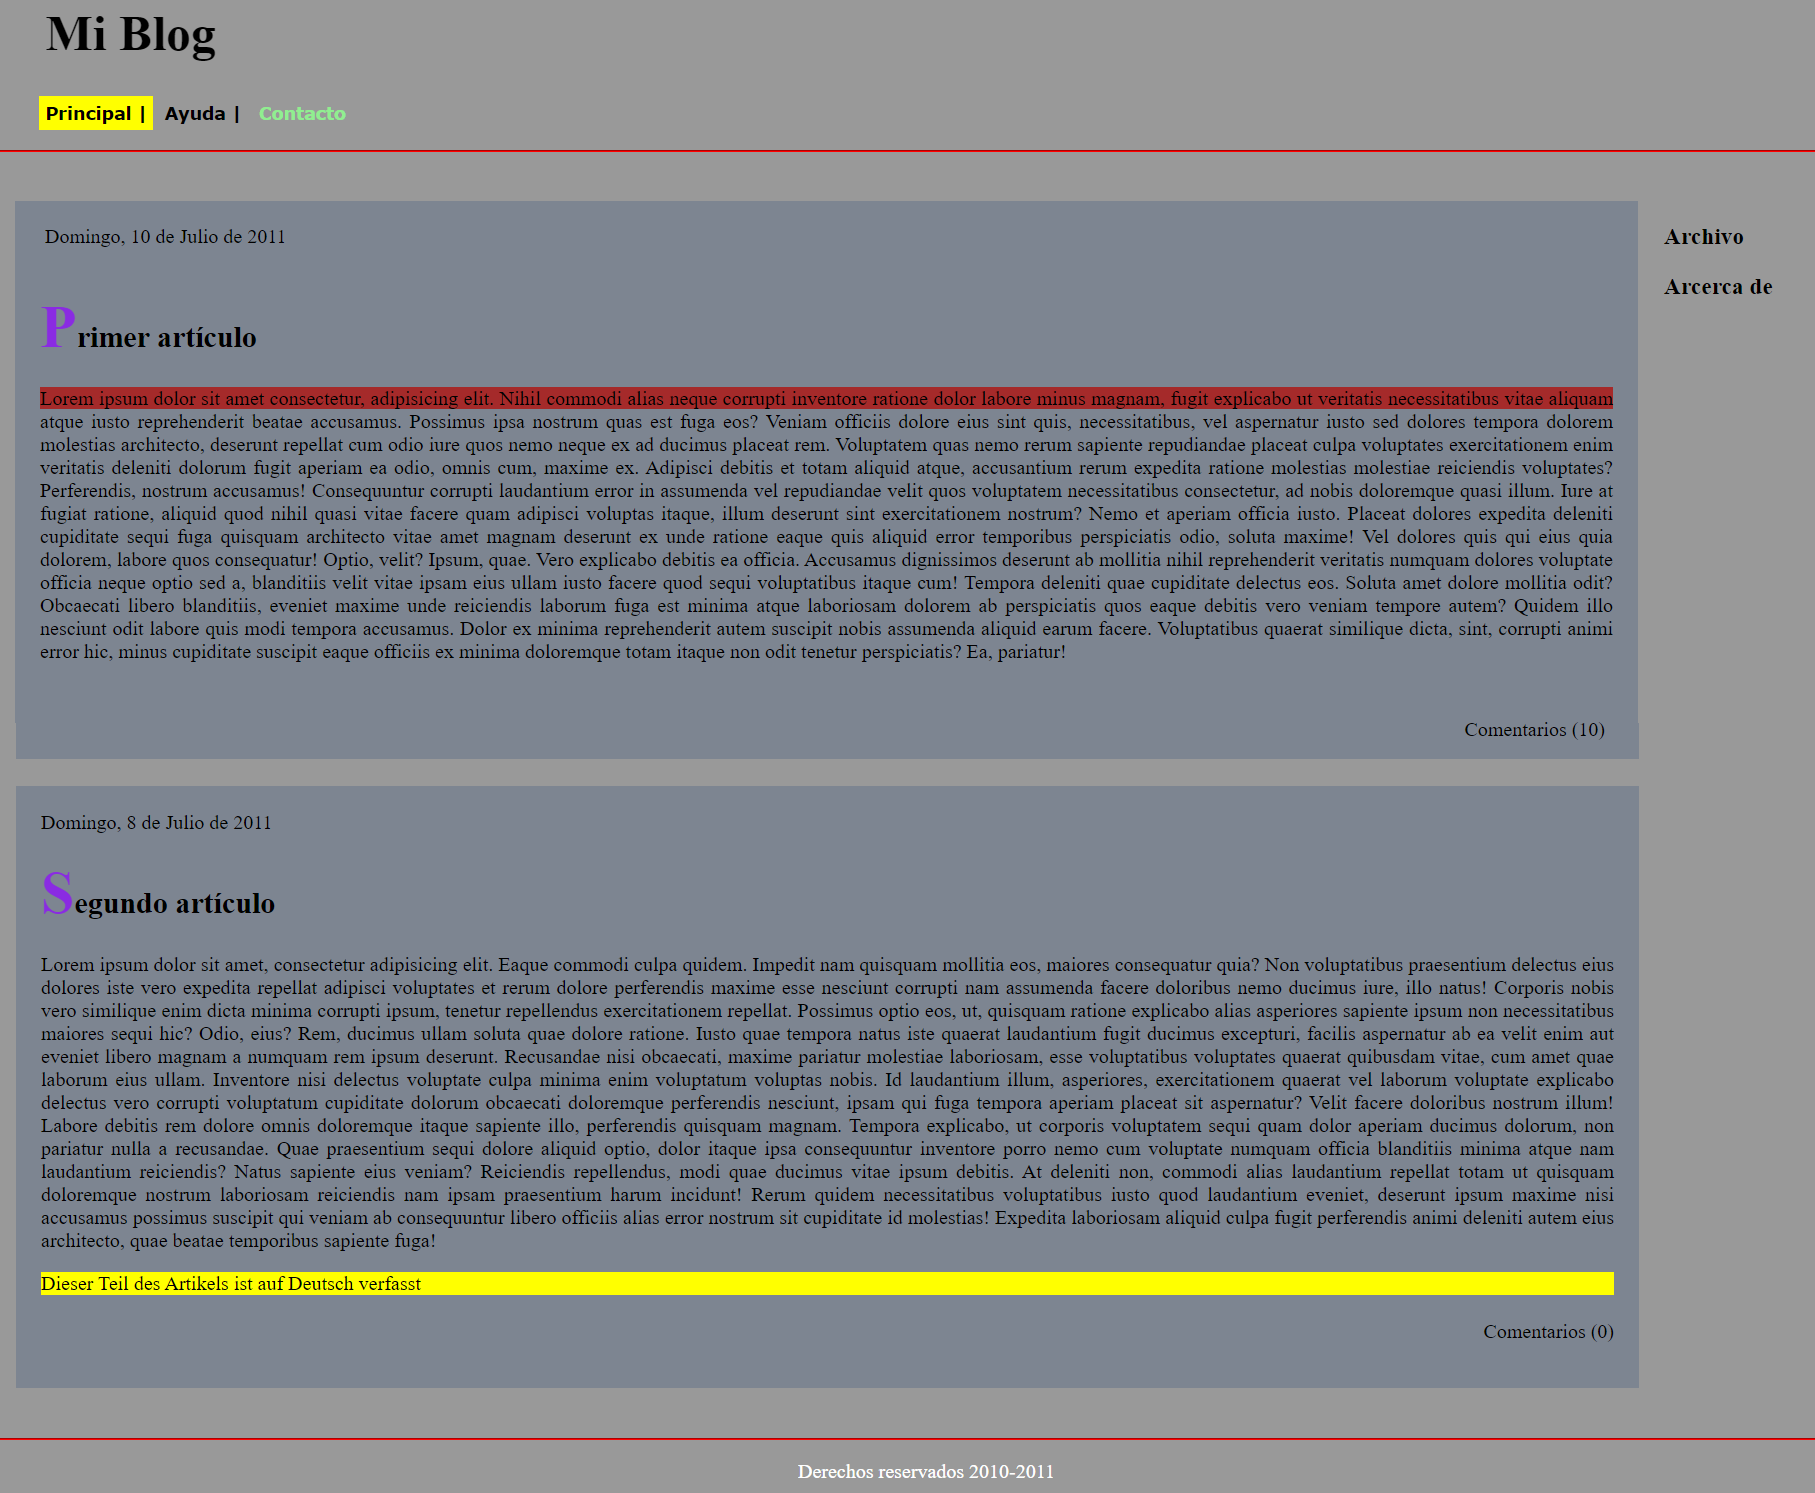 Mi Blog
Principal | Ayuda | Contacto
Domingo, 10 de Julio de 2011
Archivo
Arcerca de
Primer artículo
Lorem ipsum dolor sit amet consectetur, adipisicing elit. Nihil commodi alias neque corrupti inventore ratione dolor labore minus magnam, fugit explicabo ut veritatis necessitatibus vitae aliquam
atque iusto reprehenderit beatae accusamus. Possimus ipsa nostrum quas est fuga eos? Veniam officiis dolore eius sint quis, necessitatibus, vel aspernatur iusto sed dolores tempora dolorem
molestias architecto, deserunt repellat cum odio iure quos nemo neque ex ad ducimus placeat rem. Voluptatem quas nemo rerum sapiente repudiandae placeat culpa voluptates exercitationem enim
veritatis deleniti dolorum fugit aperiam ea odio, omnis cum, maxime ex. Adipisci debitis et totam aliquid atque, accusantium rerum expedita ratione molestias molestiae reiciendis voluptates?
Perferendis, nostrum accusamus! Consequuntur corrupti laudantium error in assumenda vel repudiandae velit quos voluptatem necessitatibus consectetur, ad nobis doloremque quasi illum. Iure at
fugiat ratione, aliquid quod nihil quasi vitae facere quam adipisci voluptas itaque, illum deserunt sint exercitationem nostrum? Nemo et aperiam officia iusto. Placeat dolores expedita deleniti
cupiditate sequi fuga quisquam architecto vitae amet magnam deserunt ex unde ratione eaque quis aliquid error temporibus perspiciatis odio, soluta maxime! Vel dolores quis qui eius quia
dolorem, labore quos consequatur! Optio, velit? Ipsum, quae. Vero explicabo debitis ea officia. Accusamus dignissimos deserunt ab mollitia nihil reprehenderit veritatis numquam dolores voluptate
officia neque optio sed a, blanditiis velit vitae ipsam eius ullam iusto facere quod sequi voluptatibus itaque cum! Tempora deleniti quae cupiditate delectus eos. Soluta amet dolore mollitia odit?
Obcaecati libero blanditiis, eveniet maxime unde reiciendis laborum fuga est minima atque laboriosam dolorem ab perspiciatis quos eaque debitis vero veniam tempore autem? Quidem illo
nesciunt odit labore quis modi tempora accusamus. Dolor ex minima reprehenderit autem suscipit nobis assumenda aliquid earum facere. Voluptatibus quaerat similique dicta, sint, corrupti animi
error hic, minus cupiditate suscipit eaque officiis ex minima doloremque totam itaque non odit tenetur perspiciatis? Ea, pariatur!
Comentarios (10)
Domingo, 8 de Julio de 2011
Segundo artículo
Lorem ipsum dolor sit amet, consectetur adipisicing elit. Eaque commodi culpa quidem. Impedit nam quisquam mollitia eos, maiores consequatur quia? Non voluptatibus praesentium delectus eius
dolores iste vero expedita repellat adipisci voluptates et rerum dolore perferendis maxime esse nesciunt corrupti nam assumenda facere doloribus nemo ducimus iure, illo natus! Corporis nobis
vero similique enim dicta minima corrupti ipsum, tenetur repellendus exercitationem repellat. Possimus optio eos, ut, quisquam ratione explicabo alias asperiores sapiente ipsum non necessitatibus
maiores sequi hic? Odio, eius? Rem, ducimus ullam soluta quae dolore ratione. Iusto quae tempora natus iste quaerat laudantium fugit ducimus excepturi, facilis aspernatur ab ea velit enim aut
eveniet libero magnam a numquam rem ipsum deserunt. Recusandae nisi obcaecati, maxime pariatur molestiae laboriosam, esse voluptatibus voluptates quaerat quibusdam vitae, cum amet quae
laborum eius ullam. Inventore nisi delectus voluptate culpa minima enim voluptatum voluptas nobis. Id laudantium illum, asperiores, exercitationem quaerat vel laborum voluptate explicabo
delectus vero corrupti voluptatum cupiditate dolorum obcaecati doloremque perferendis nesciunt, ipsam qui fuga tempora aperiam placeat sit aspernatur? Velit facere doloribus nostrum illum!
Labore debitis rem dolore omnis doloremque itaque sapiente illo, perferendis quisquam magnam. Tempora explicabo, ut corporis voluptatem sequi quam dolor aperiam ducimus dolorum, non
pariatur nulla a recusandae. Quae praesentium sequi dolore aliquid optio, dolor itaque ipsa consequuntur inventore porro nemo cum voluptate numquam officia blanditiis minima atque nam
laudantium reiciendis? Natus sapiente eius veniam? Reiciendis repellendus, modi quae ducimus vitae ipsum debitis. At deleniti non, commodi alias laudantium repellat totam ut quisquam
doloremque nostrum laboriosam reiciendis nam ipsam praesentium harum incidunt! Rerum quidem necessitatibus voluptatibus iusto quod laudantium eveniet, deserunt ipsum maxime nisi
accusamus possimus suscipit qui veniam ab consequuntur libero officiis alias error nostrum sit cupiditate id molestias! Expedita laboriosam aliquid culpa fugit perferendis animi deleniti autem eius
architecto, quae beatae temporibus sapiente fuga!
Dieser Teil des Artikels ist auf Deutsch verfasst
Comentarios (0)
Derechos reservados 2010-2011